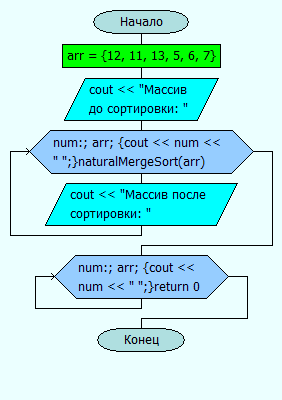 Начало
arr = {12, 11, 13, 5, 6, 7}
cout << "Массив
до сортировки: "
num:; arr; {cout << num <<
" ";}naturalMergeSort(arr)
cout << "Массив после
сортировки: "
num:; arr; {cout <<
num << " ";}return 0
Конец